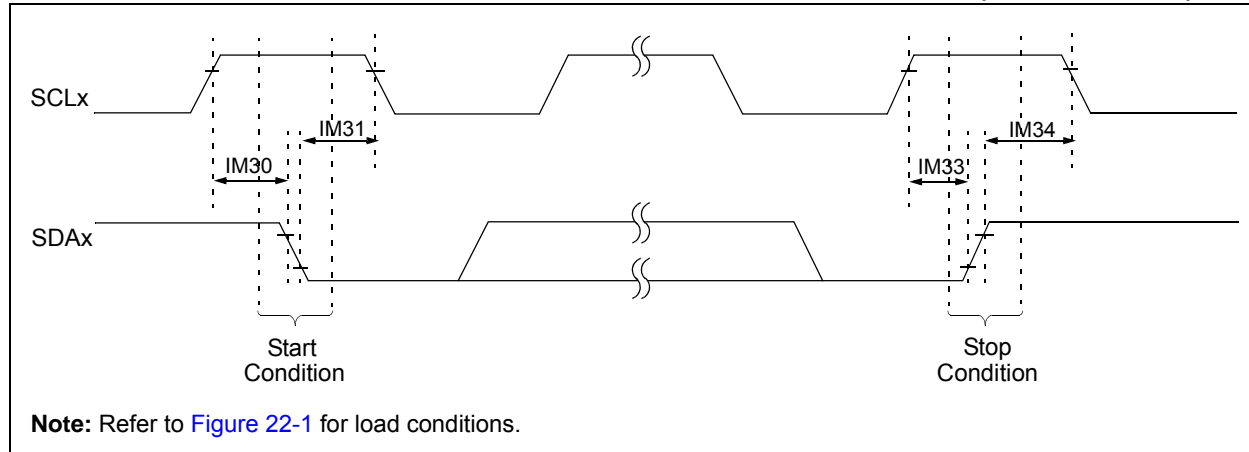 SCLx
IM31
IM34
IM30
IM33
SDAx
Start
Condition
Stop
Condition
Note: Refer to Figure 22-1 for load conditions.